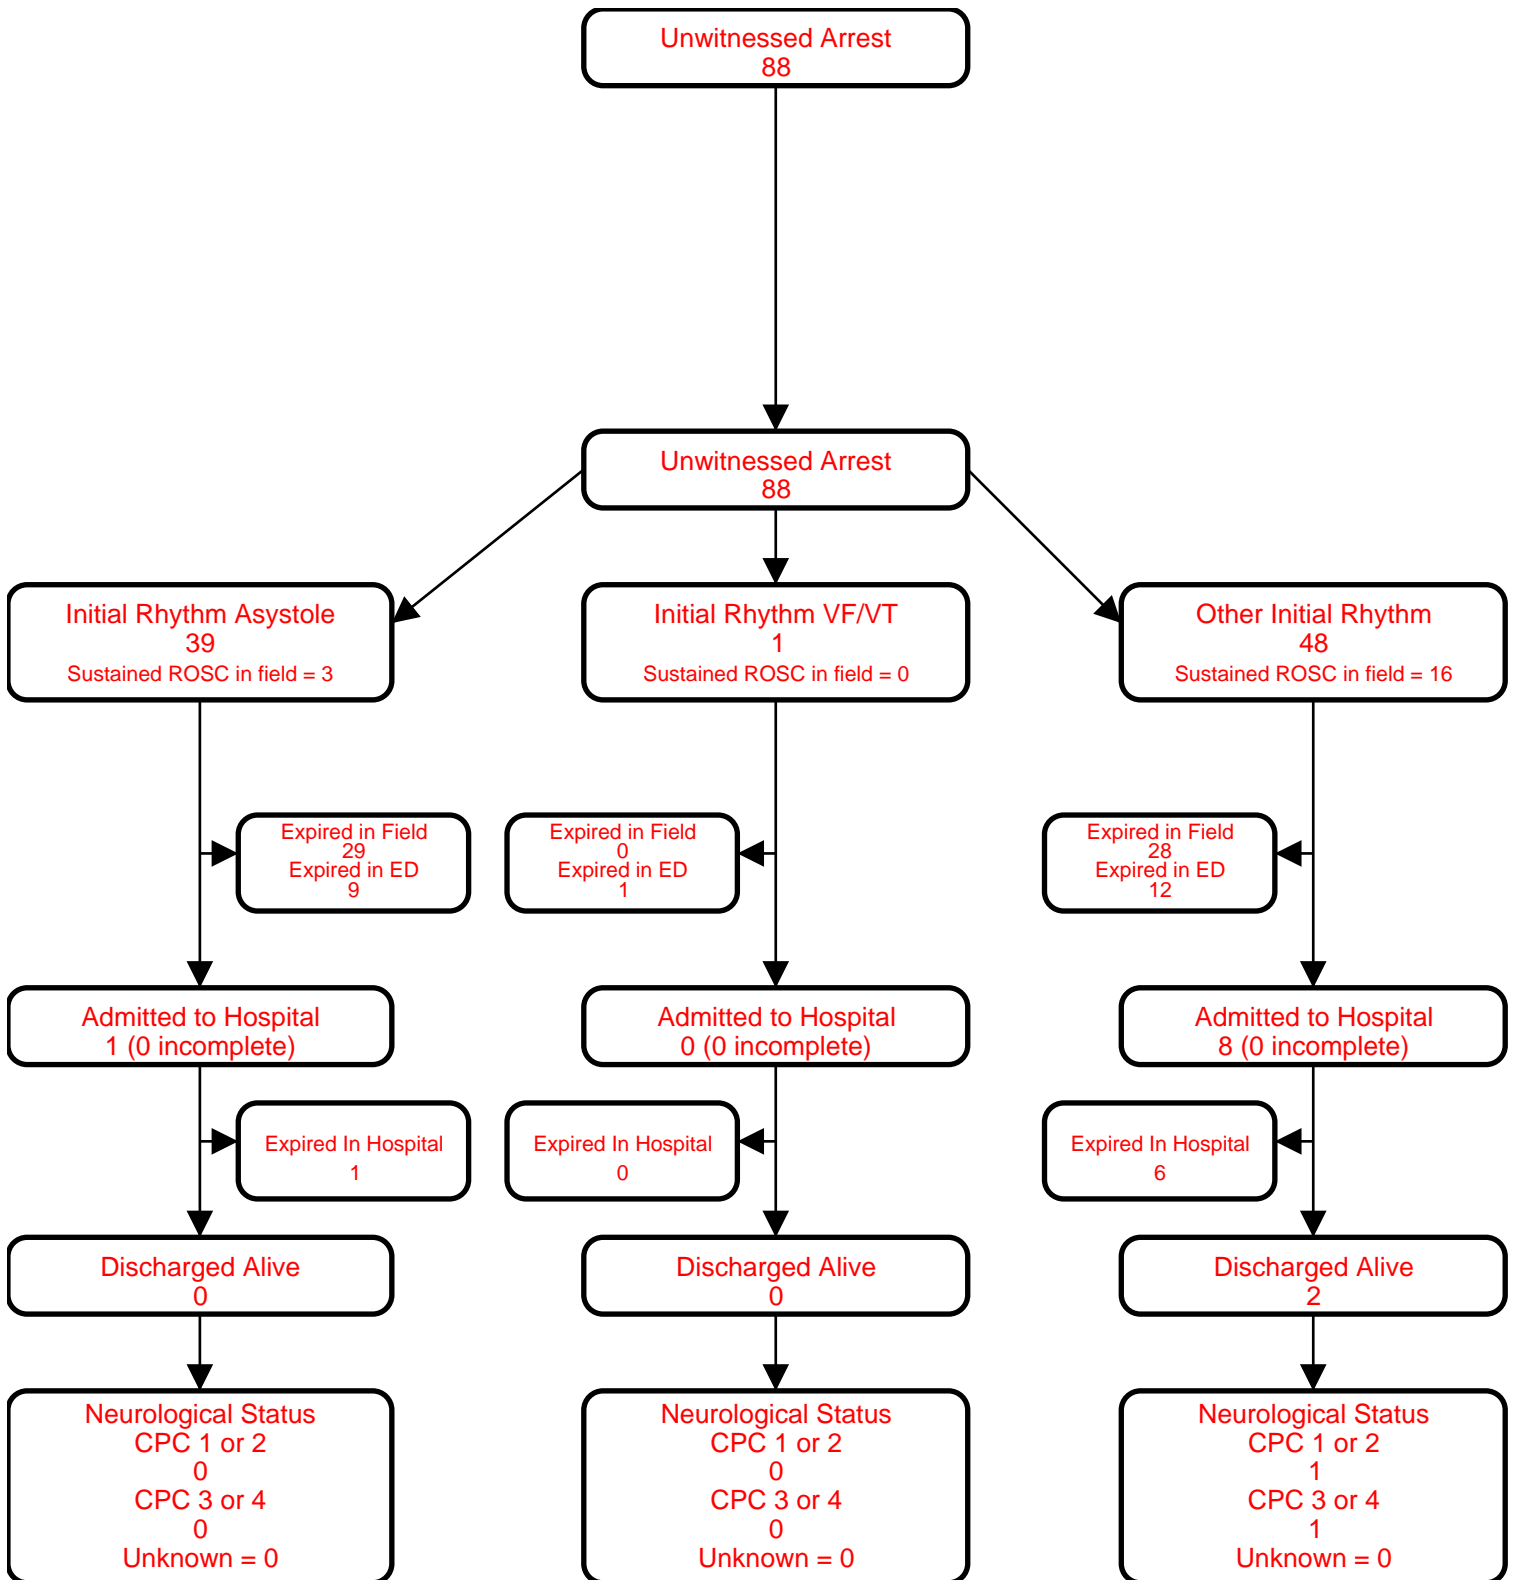 Unwitnessed Arrest
88
Unwitnessed Arrest
88
Initial Rhythm Asystole
39
Sustained ROSC in field = 3
Initial Rhythm VF/VT
1
Sustained ROSC in field = 0
Other Initial Rhythm
48
Sustained ROSC in field = 16
Expired in Field
29
Expired in ED
9
Expired in Field
0
Expired in ED
1
Expired in Field
28
Expired in ED
12
Admitted to Hospital
1 (0 incomplete)
Admitted to Hospital
0 (0 incomplete)
Admitted to Hospital
8 (0 incomplete)
Expired In Hospital
1
Expired In Hospital
0
Expired In Hospital
6
Discharged Alive
0
Discharged Alive
0
Discharged Alive
2
Neurological Status
CPC 1 or 2
0
CPC 3 or 4
0
Unknown = 0
Neurological Status
CPC 1 or 2
0
CPC 3 or 4
0
Unknown = 0
Neurological Status
CPC 1 or 2
1
CPC 3 or 4
1
Unknown = 0